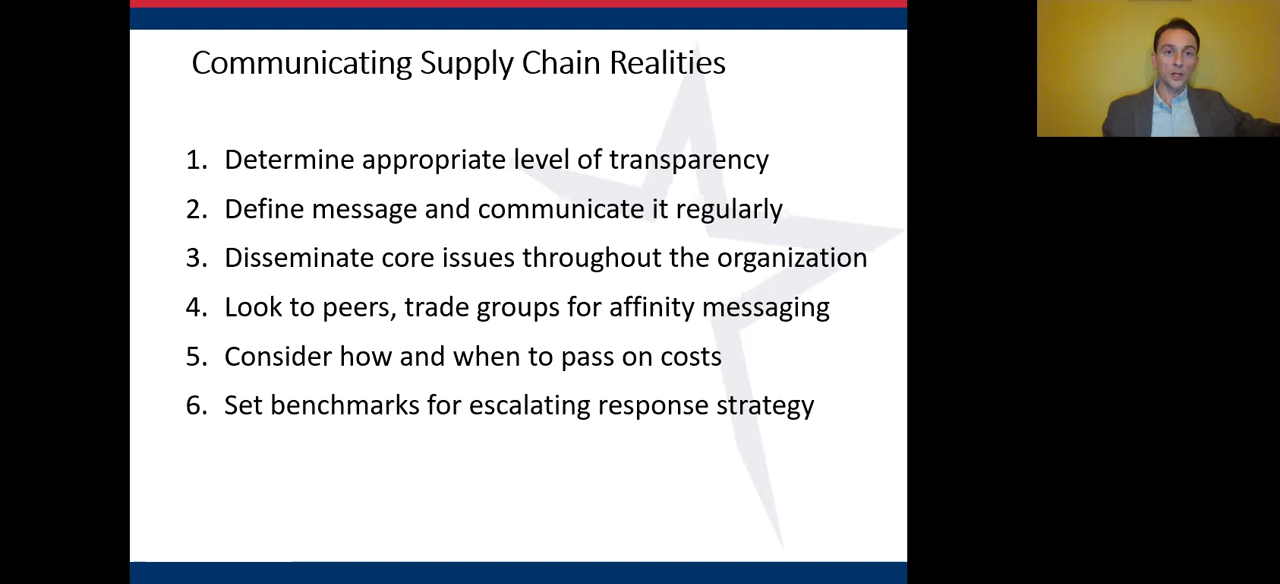 Communicating Supply Chain Realities
1. Determine appropriate level of transparency
2. Define message and communicate it regularly
3. Disseminate core issues throughout the organization
4. Look to peers, trade groups for affinity messaging
5. Consider how and when to pass on costs
6. Set benchmarks for escalating response strategy